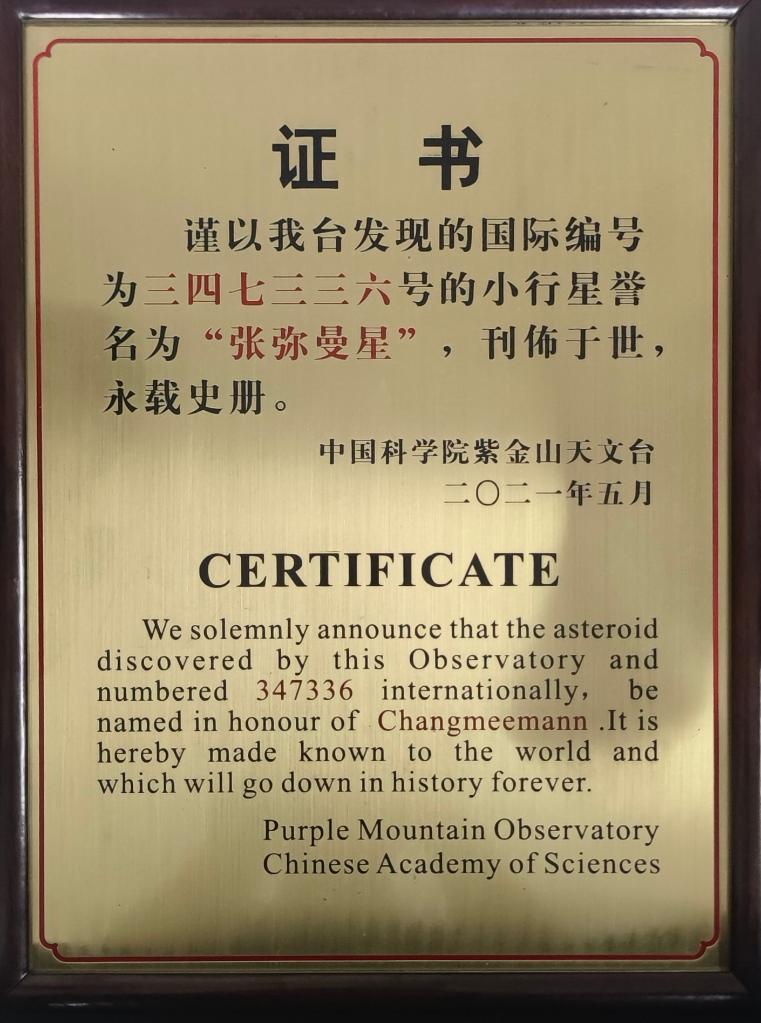 证 书
谨以我台发现的国际编号
为三四七三三六号的小行星誉
名为“张弥曼星”，刊佈于世，
永载史册。
中国科学院紫金山天文台
二〇二一年五月
CERTIFICATE
We solemnly announce that the asteroid
discovered by this Observatory and
numbered 347336 internationally, be
named in honour of Changmeemann .It is
hereby made known to the world and
which will go down in history forever.
Purple Mountain Observatory
Chinese Academy of Sciences